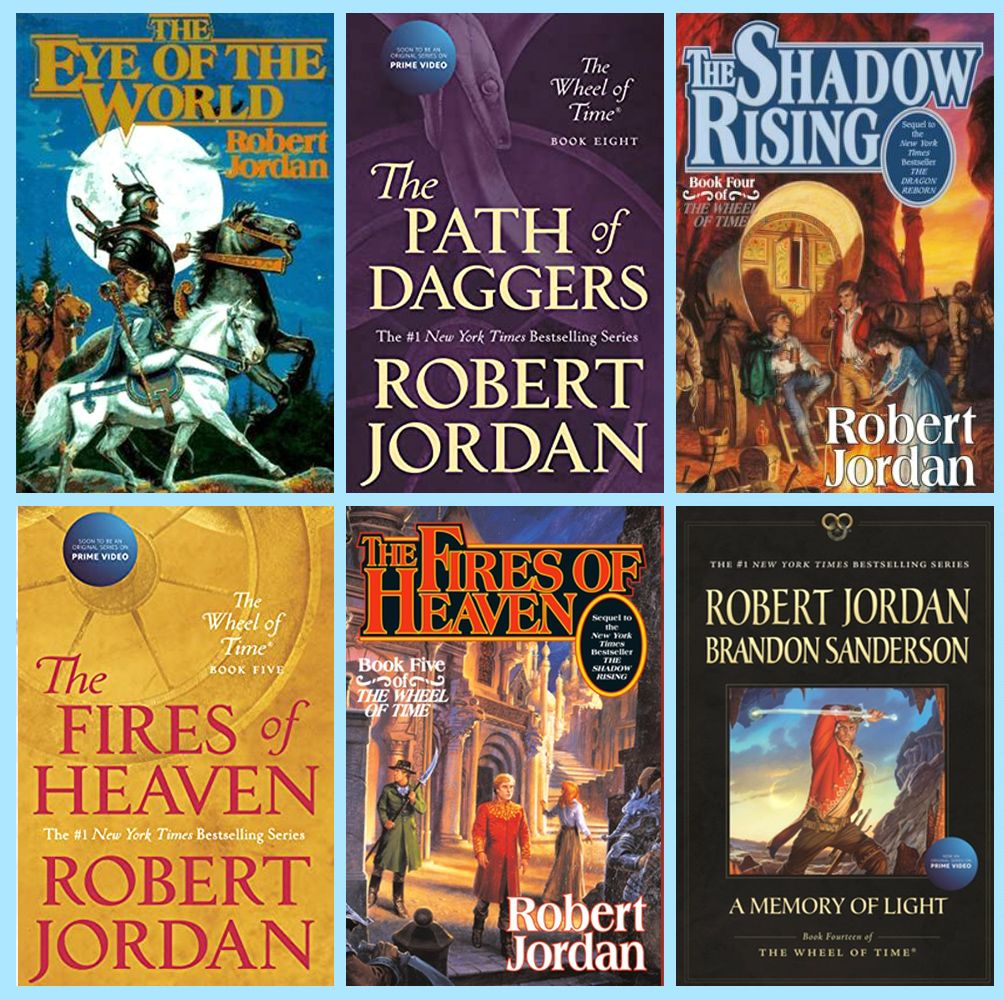 THE
EYE OF THE
WORLD
Robert
Jordan
SOON TO BE AN
ORIGINAL SERIES ON
PRIME VIDEO
The
Wheel of
Time®
BOOK EIGHT
The
PATH of
DAGGERS
The #1 New York Times Bestselling Series
ROBERT
JORDAN
THE SHADOW
RISING
Sequel to
the
New York
Times
Bestseller
THE
DRAGON
REBORN
Book Four
of
THE WHEEL
OF TIME
Robert
Jordan
SOON TO BE AN
ORIGINAL SERIES ON
PRIME VIDEO
The
Wheel of
Time®
BOOK FIVE
The
FIRES of
HEAVEN
The #1 New York Times Bestselling Series
ROBERT
JORDAN
THE FIRES OF
HEAVEN
Sequel to
the
New York
Times
Bestseller
THE
SHADOW
RISING
Book Five
of
THE WHEEL
OF TIME
Robert
Jordan
THE #1 NEW YORK TIMES BESTSELLING SERIES
ROBERT JORDAN
BRANDON SANDERSON
NOW AN
ORIGINAL SERIES ON
PRIME VIDEO
A MEMORY OF LIGHT
Book Fourteen of
THE WHEEL OF TIME®